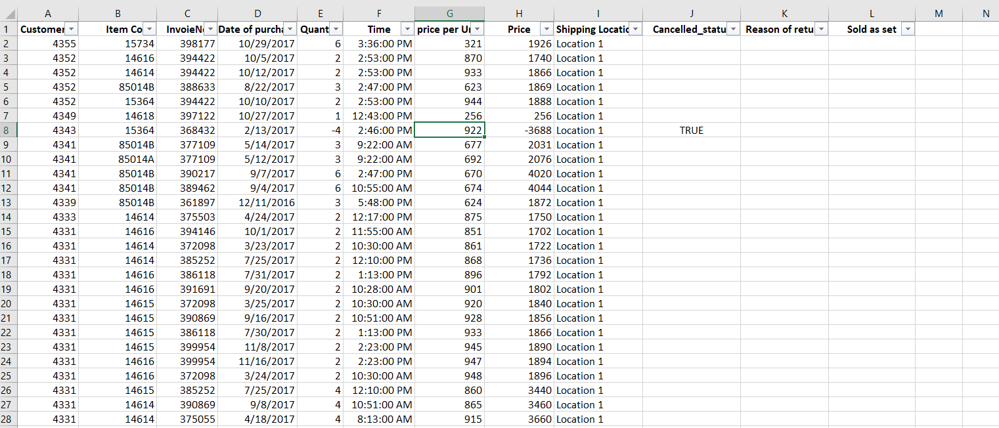 A B C D E F G H I J K L M N
1 Customer Item Co InvoieN Date of purcha Quant Time price per Ur Price Shipping Locatic Cancelled_statu Reason of retu Sold as set
2 4355 15734 398177 10/29/2017 6 3:36:00 PM 321 1926 Location 1
3 4352 14616 394422 10/5/2017 2 2:53:00 PM 870 1740 Location 1
4 4352 14614 394422 10/12/2017 2 2:53:00 PM 933 1866 Location 1
5 4352 85014B 388633 8/22/2017 3 2:47:00 PM 623 1869 Location 1
6 4352 15364 394422 10/10/2017 2 2:53:00 PM 944 1888 Location 1
7 4349 14618 397122 10/27/2017 1 12:43:00 PM 256 256 Location 1
8 4343 15364 368432 2/13/2017 -4 2:46:00 PM 922 -3688 Location 1 TRUE
9 4341 85014B 377109 5/14/2017 3 9:22:00 AM 677 2031 Location 1
10 4341 85014A 377109 5/12/2017 3 9:22:00 AM 692 2076 Location 1
11 4341 85014B 390217 9/7/2017 6 2:47:00 PM 670 4020 Location 1
12 4341 85014B 389462 9/4/2017 6 10:55:00 AM 674 4044 Location 1
13 4339 85014B 361897 12/11/2016 3 5:48:00 PM 624 1872 Location 1
14 4333 14614 375503 4/24/2017 2 12:17:00 PM 875 1750 Location 1
15 4331 14616 394146 10/1/2017 2 11:55:00 AM 851 1702 Location 1
16 4331 14614 372098 3/23/2017 2 10:30:00 AM 861 1722 Location 1
17 4331 14614 385252 7/25/2017 2 12:10:00 PM 868 1736 Location 1
18 4331 14616 386118 7/31/2017 2 1:13:00 PM 896 1792 Location 1
19 4331 14616 391691 9/20/2017 2 10:28:00 AM 901 1802 Location 1
20 4331 14615 372098 3/25/2017 2 10:30:00 AM 920 1840 Location 1
21 4331 14615 390869 9/16/2017 2 10:51:00 AM 928 1856 Location 1
22 4331 14615 386118 7/30/2017 2 1:13:00 PM 933 1866 Location 1
23 4331 14615 399954 11/8/2017 2 2:23:00 PM 945 1890 Location 1
24 4331 14616 399954 11/16/2017 2 2:23:00 PM 947 1894 Location 1
25 4331 14616 372098 3/24/2017 2 10:30:00 AM 948 1896 Location 1
26 4331 14615 385252 7/25/2017 4 12:10:00 PM 860 3440 Location 1
27 4331 14614 390869 9/8/2017 4 10:51:00 AM 865 3460 Location 1
28 4331 14614 375055 4/18/2017 4 8:13:00 AM 915 3660 Location 1